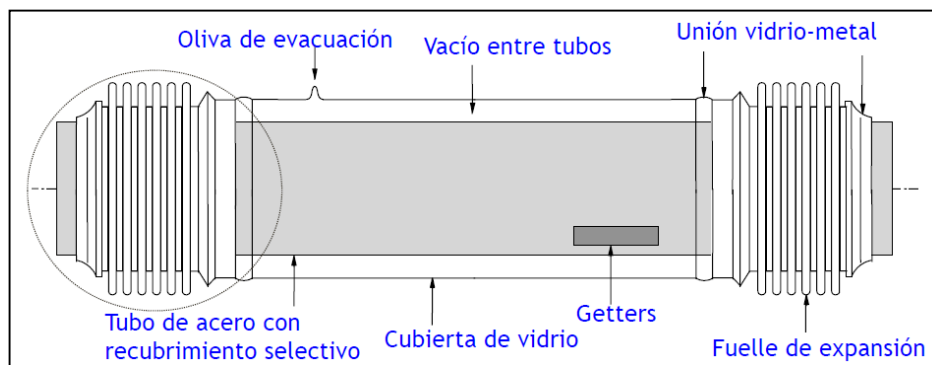 Oliva de evacuación
Vacío entre tubos
Unión vidrio-metal
Tubo de acero con
recubrimiento selectivo
Cubierta de vidrio
Getters
Fuelle de expansión